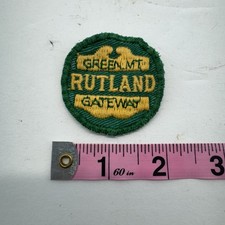 GREEN MT
RUTLAND
GATEWAY
60 in 1 2 3